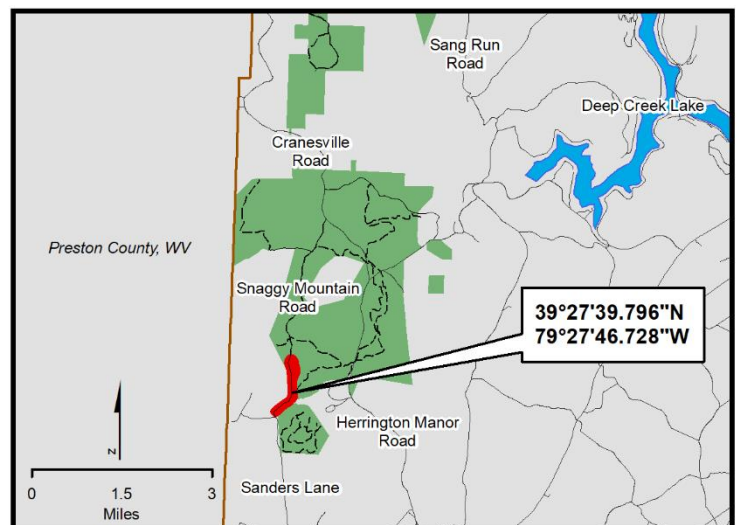 Sang Run
Road
Deep Creek Lake
Cranesville
Road
Preston County, WV
Snaggy Mountain
Road
39°27'39.796"N
79°27'46.728"W
Herrington Manor
Road
N
0 1.5 3
Miles
Sanders Lane